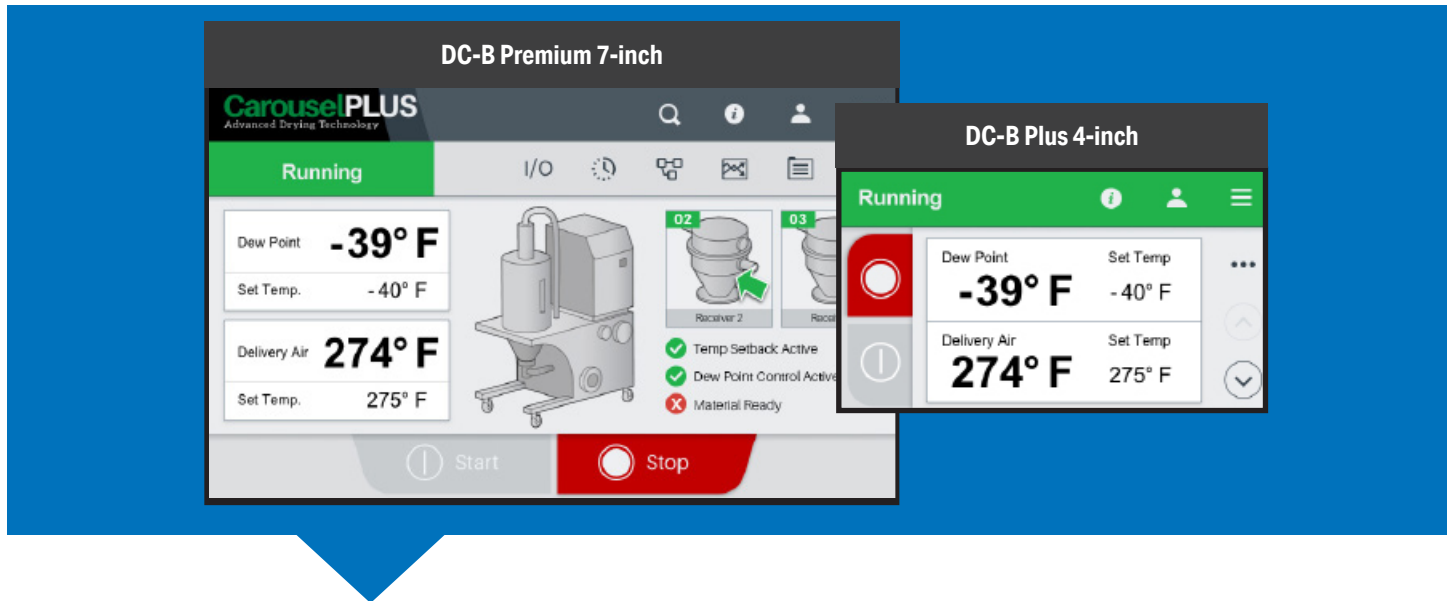 DC-B Premium 7-inch
CarouselPLUS
Advanced Drying Technology
Running
I/O
Dew Point -39° F
Set Temp. -40° F
Delivery Air 274° F
Set Temp. 275° F
02
03
Receiver 2
Temp Setback Active
Dew Point Control Active
Material Ready
Start
Stop
DC-B Plus 4-inch
Running
Dew Point Set Temp
-39° F -40° F
Delivery Air Set Temp
274° F 275° F